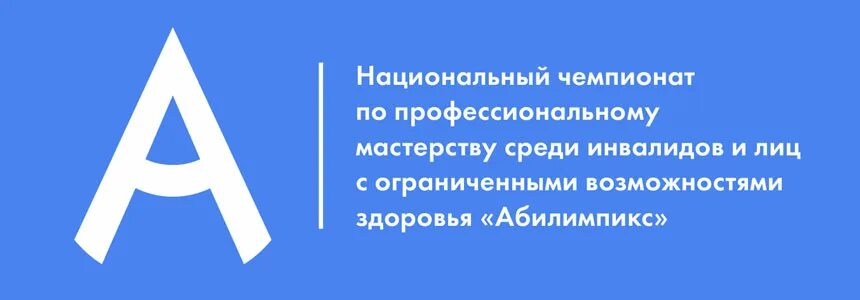 Национальный чемпионат
по профессиональному
мастерству среди инвалидов и лиц
с ограниченными возможностями
здоровья «Абилимпикс»